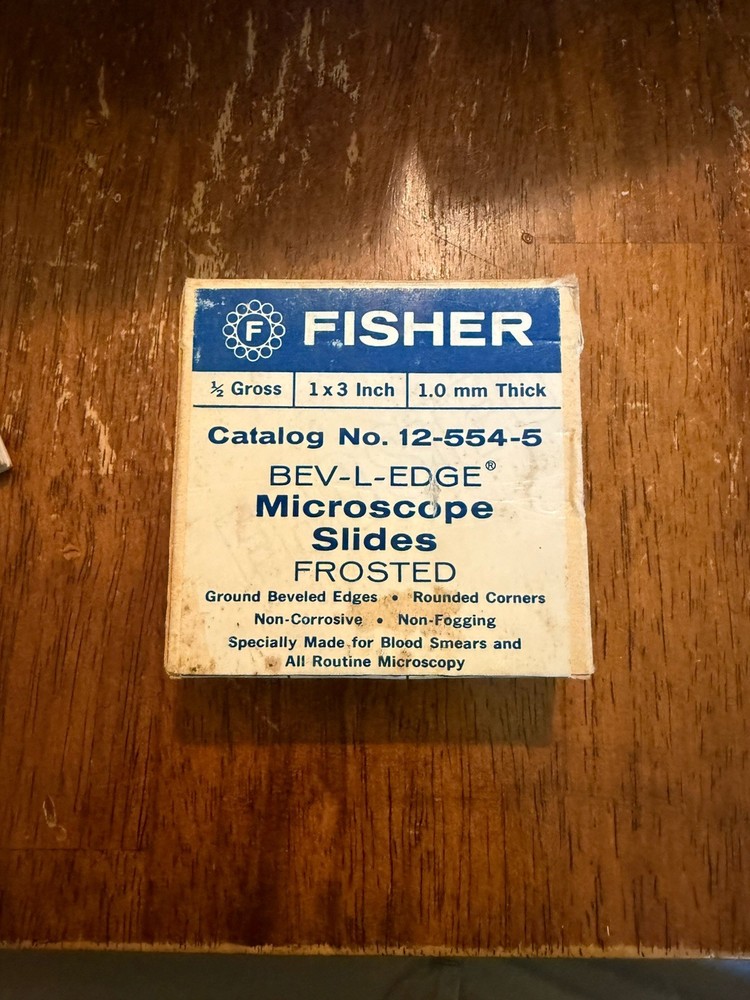 F FISHER
½ Gross 1 x 3 Inch 1.0 mm Thick
Catalog No. 12-554-5
BEV-L-EDGE®
Microscope
Slides
FROSTED
Ground Beveled Edges • Rounded Corners
Non-Corrosive • Non-Fogging
Specially Made for Blood Smears and
All Routine Microscopy